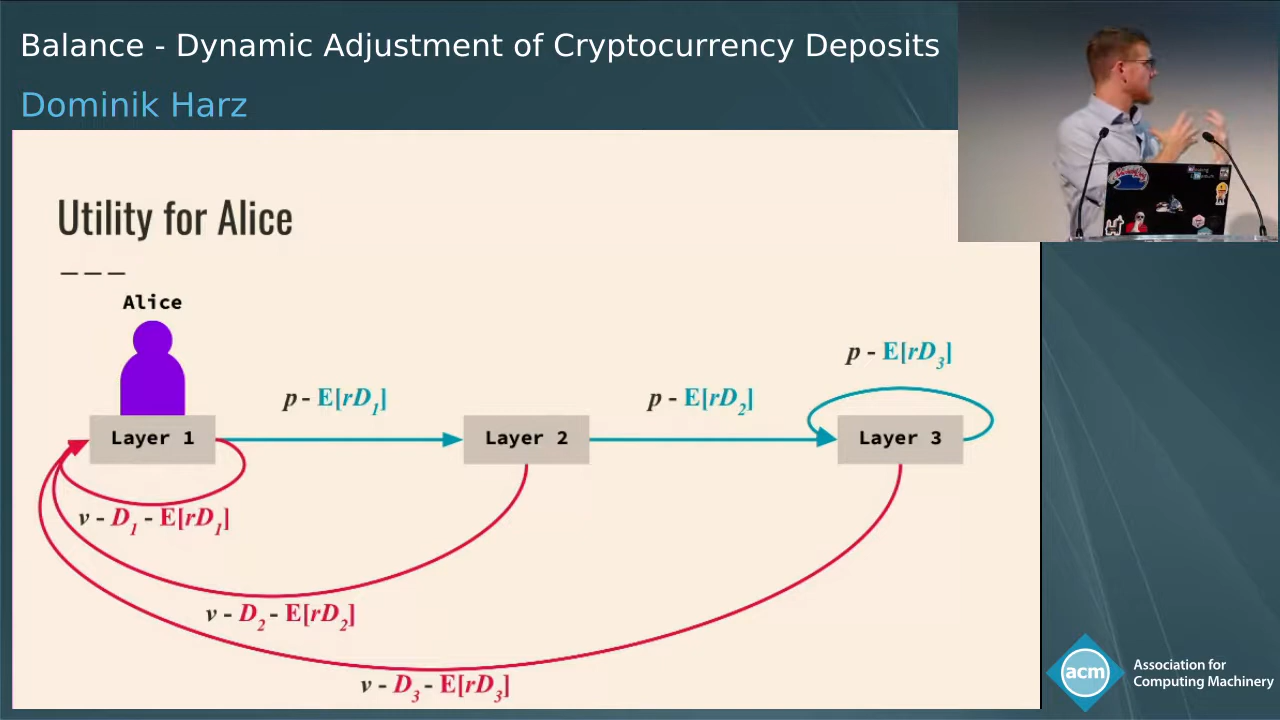 Balance - Dynamic Adjustment of Cryptocurrency Deposits
Dominik Harz
Utility for Alice
Alice
p - E[rD3]
p - E[rD1]
p - E[rD2]
Layer 1
Layer 2
Layer 3
v - D1 - E[rD1]
v - D2 - E[rD2]
v - D3 - E[rD3]
acm
Association for
Computing Machinery